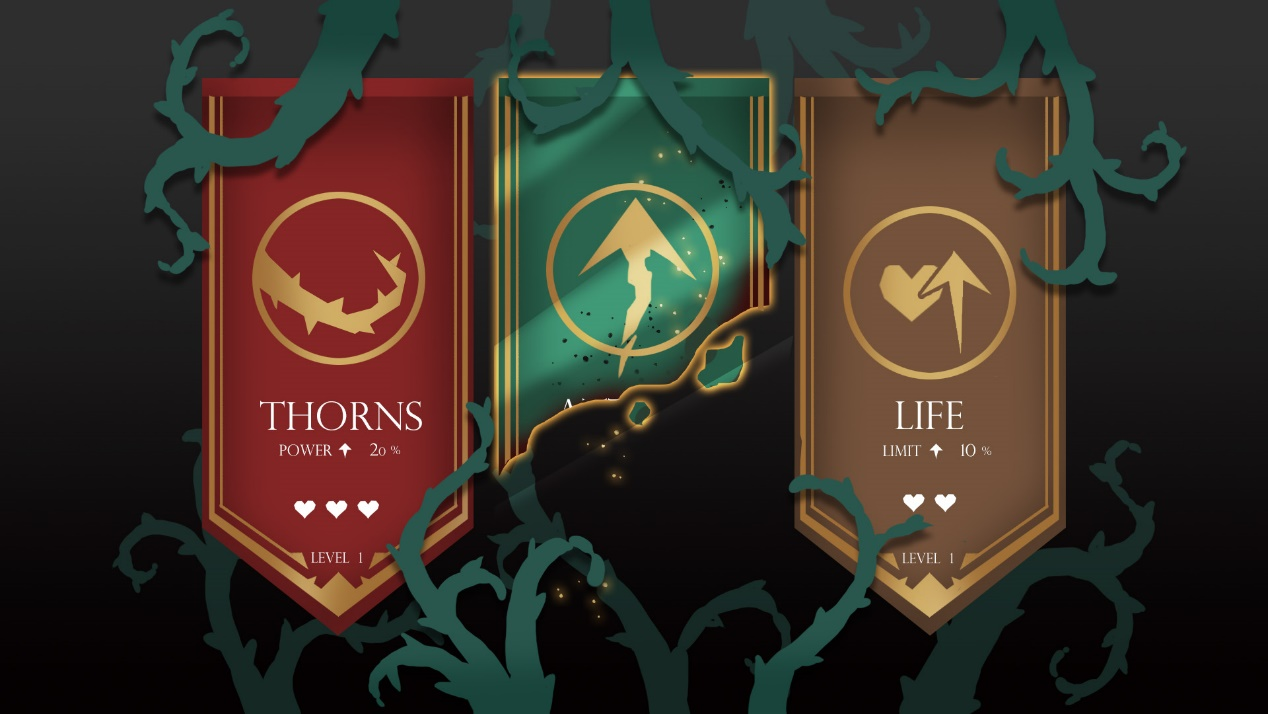 THORNS
POWER 20 %
LEVEL 1
LIFE
LIMIT 10 %
LEVEL 1